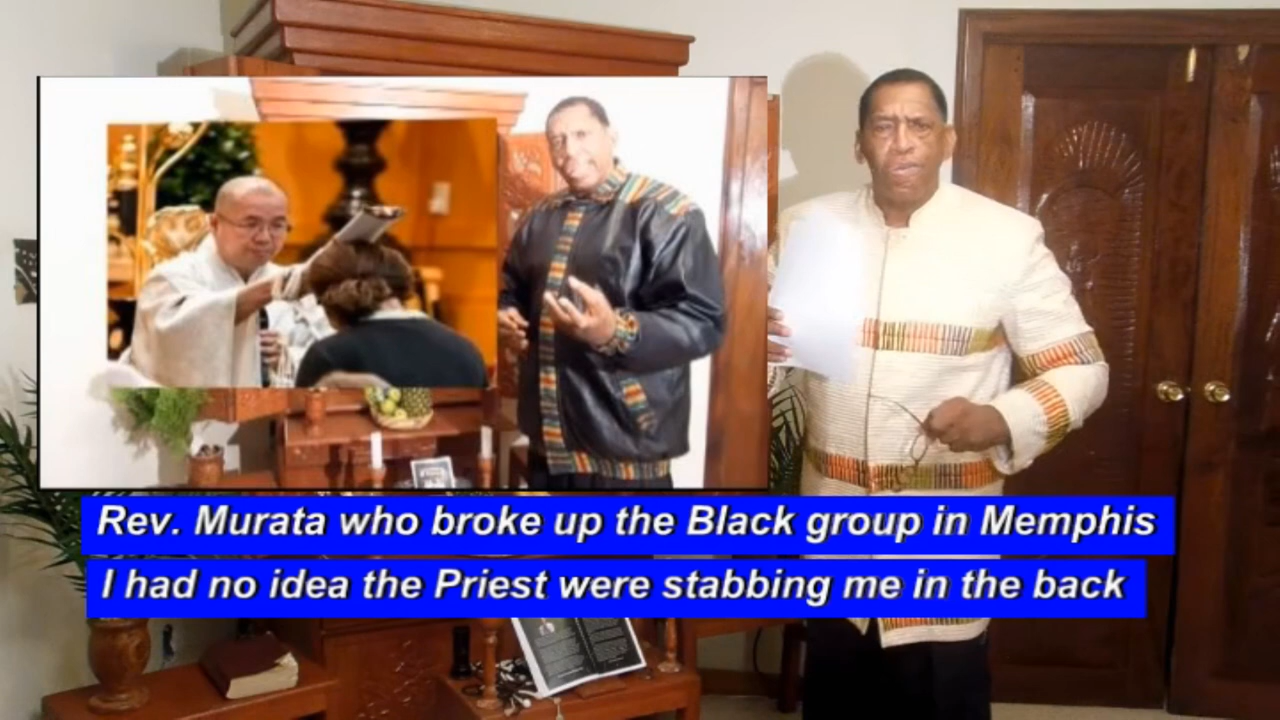 Rev. Murata who broke up the Black group in Memphis
I had no idea the Priest were stabbing me in the back